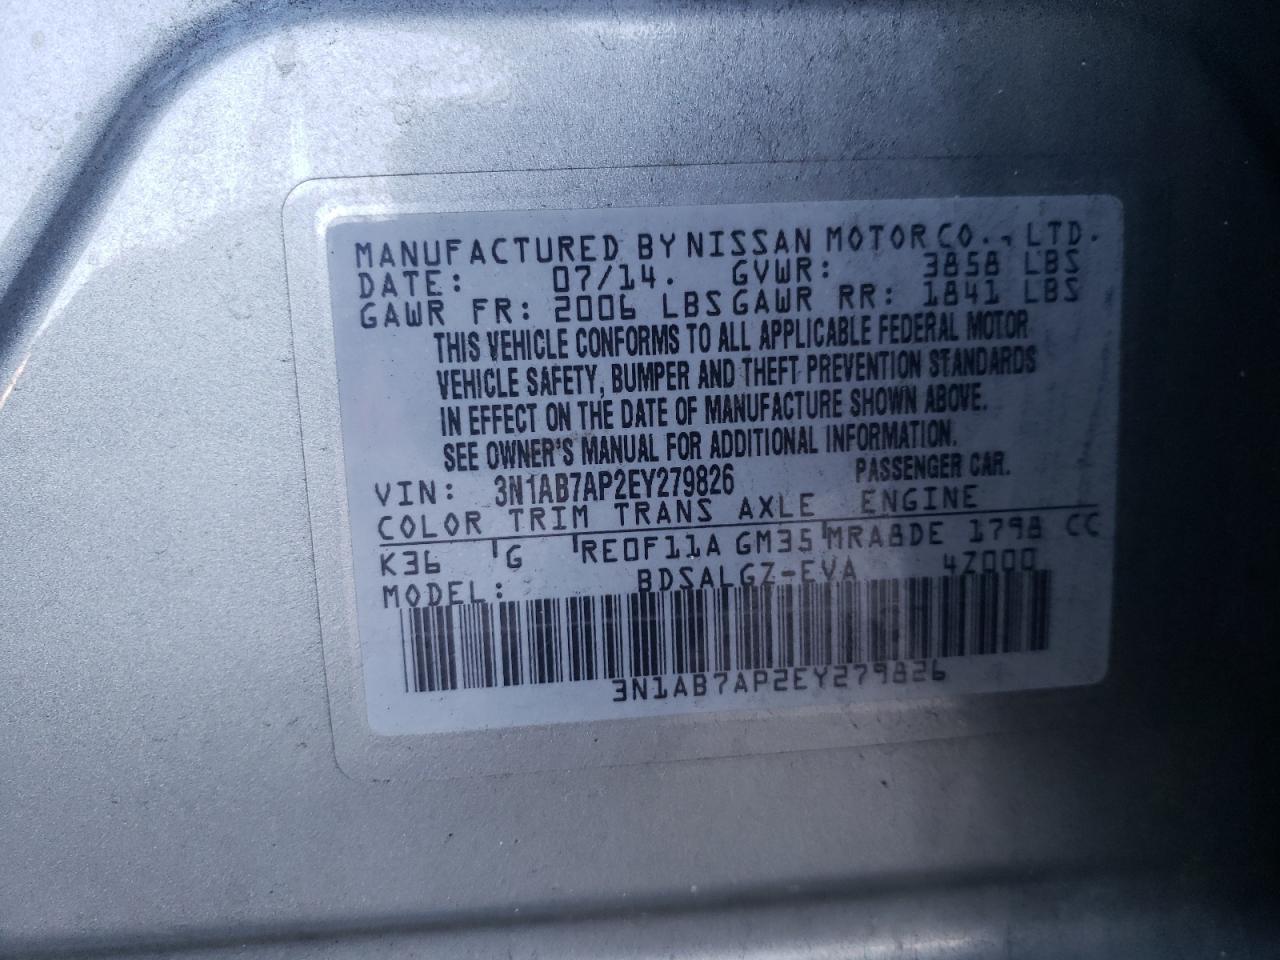 MANUFACTURED BY NISSAN MOTOR CO., LTD.
DATE: 07/14. GVWR: 3858 LBS
GAWR FR: 2006 LBS GAWR RR: 1841 LBS
THIS VEHICLE CONFORMS TO ALL APPLICABLE FEDERAL MOTOR
VEHICLE SAFETY, BUMPER AND THEFT PREVENTION STANDARDS
IN EFFECT ON THE DATE OF MANUFACTURE SHOWN ABOVE.
SEE OWNER'S MANUAL FOR ADDITIONAL INFORMATION.
VIN: 3N1AB7AP2EY279826 PASSENGER CAR.
COLOR TRIM TRANS AXLE ENGINE
K36 G RE0F11A GM35 MRA8DE 1798 CC
MODEL: BDSALGZ-EVA 4Z000
3N1AB7AP2EY279826